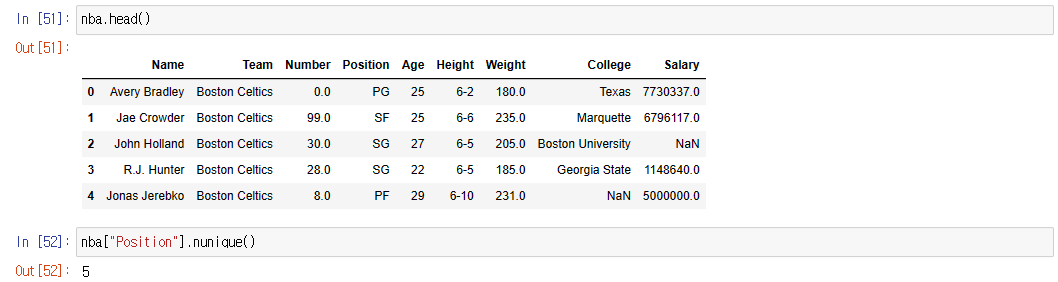 In [51]: nba.head()
Out[51]:
Name Team Number Position Age Height Weight College Salary
0 Avery Bradley Boston Celtics 0.0 PG 25 6-2 180.0 Texas 7730337.0
1 Jae Crowder Boston Celtics 99.0 SF 25 6-6 235.0 Marquette 6796117.0
2 John Holland Boston Celtics 30.0 SG 27 6-5 205.0 Boston University NaN
3 R.J. Hunter Boston Celtics 28.0 SG 22 6-5 185.0 Georgia State 1148640.0
4 Jonas Jerebko Boston Celtics 8.0 PF 29 6-10 231.0 NaN 5000000.0
In [52]: nba["Position"].nunique()
Out[52]: 5